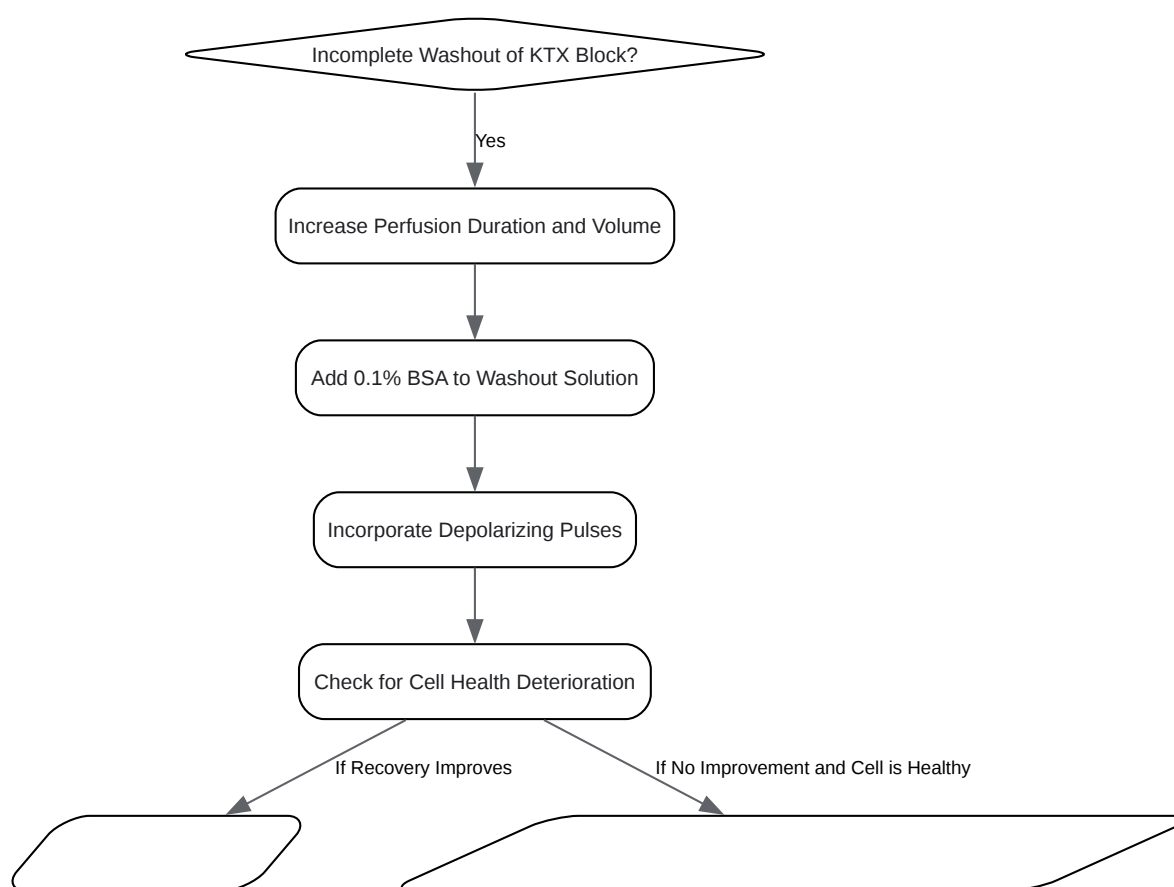 Incomplete Washout of KTX Block?
Yes
Increase Perfusion Duration and Volume
Add 0.1% BSA to Washout Solution
Incorporate Depolarizing Pulses
Check for Cell Health Deterioration
If Recovery Improves
If No Improvement and Cell is Healthy